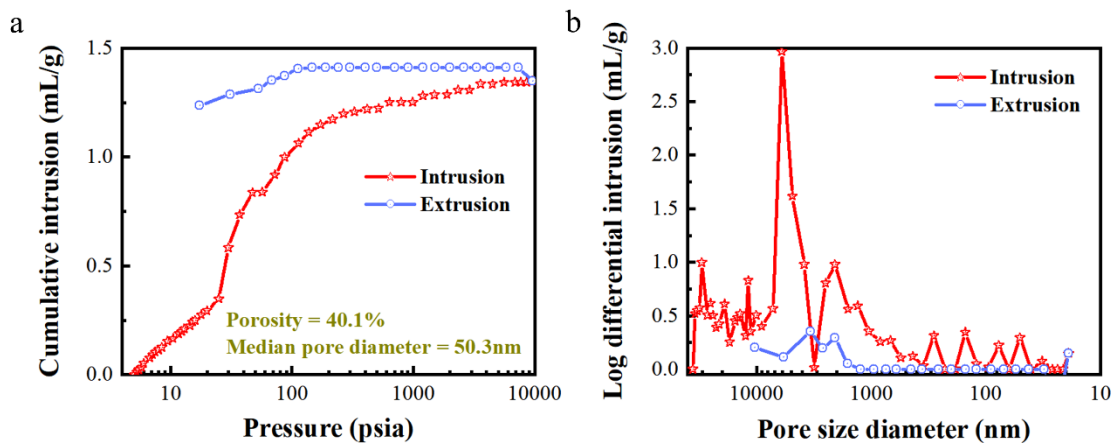 a
Cumulative intrusion (mL/g)
1.5
1.0
0.5
0.0
Intrusion
Extrusion
Porosity = 40.1%
Median pore diameter = 50.3nm
10
100
1000
10000
Pressure (psia)
b
Log differential intrusion (mL/g)
3.0
2.5
2.0
1.5
1.0
0.5
0.0
Intrusion
Extrusion
10000
1000
100
10
Pore size diameter (nm)